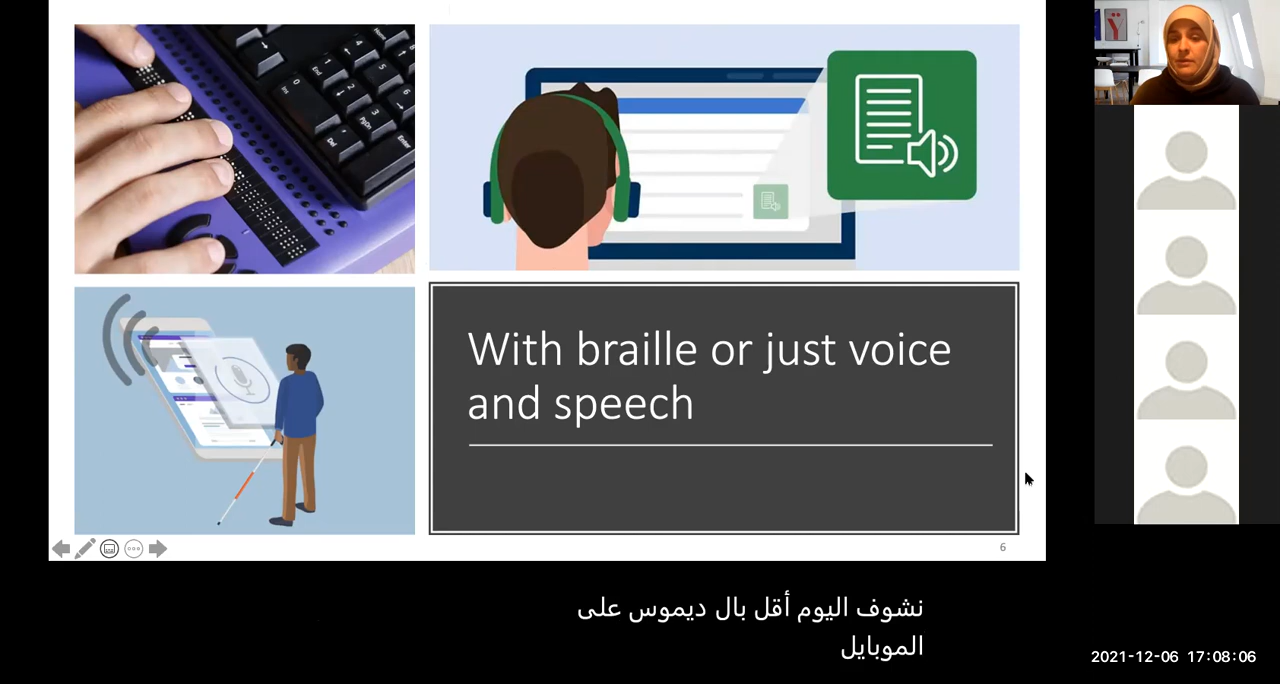 With braille or just voice
and speech
6
نشوف اليوم أقل بال ديموس على
الموبايل
2021-12-06 17:08:06